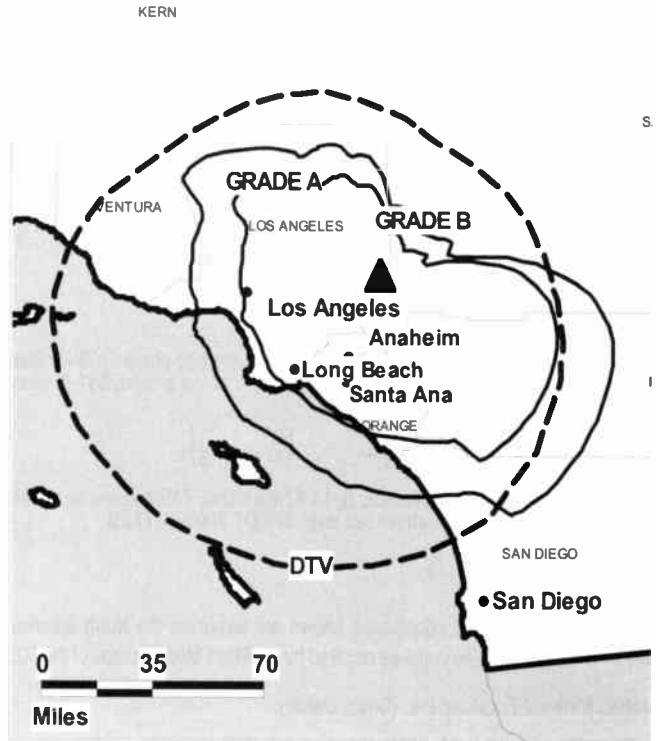 KERN
S.
GRADE A
VENTURA
GRADE B
LOS ANGELES
Los Angeles
Anaheim
Long Beach
Santa Ana
ORANGE
DTV
SAN DIEGO
San Diego
0 35 70
Miles